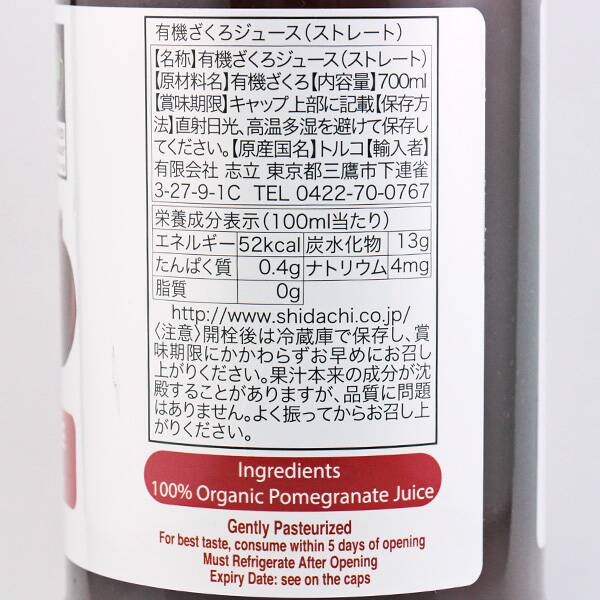 有機ざくろジュース(ストレート)
【名称】有機ざくろジュース(ストレート)
【原材料名】有機ざくろ【内容量】700ml
【賞味期限】キャップ上部に記載【保存方
法】直射日光、高温多湿を避けて保存し
てください。【原産国名】トルコ【輸入者】
有限会社 志立 東京都三鷹市下連雀
3-27-9-1C TEL 0422-70-0767
栄養成分表示(100ml当たり)
エネルギー 52kcal 炭水化物 13g
たんぱく質 0.4g ナトリウム 4mg
脂質 0g
http://www.shidachi.co.jp/
〈注意〉開栓後は冷蔵庫で保存し、賞
味期限にかかわらずお早めにお召し
上がりください。果汁本来の成分が沈
殿することがありますが、品質に問題
はありません。よく振ってからお召し上
がりください。
Ingredients
100% Organic Pomegranate Juice
Gently Pasteurized
For best taste, consume within 5 days of opening
Must Refrigerate After Opening
Expiry Date: see on the caps